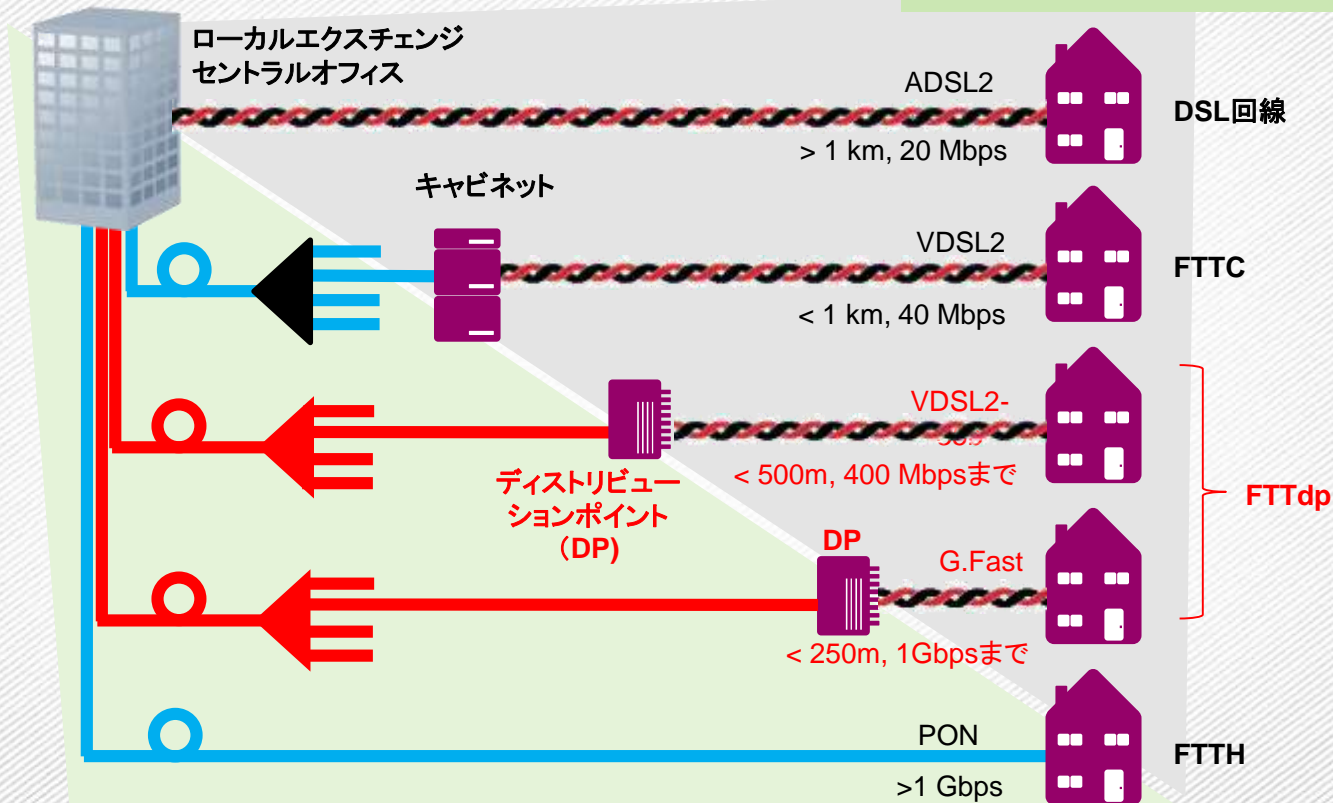 ローカルエクスチェンジ
セントラルオフィス
ADSL2
DSL回線
> 1 km, 20 Mbps
キャビネット
VDSL2
FTTC
< 1 km, 40 Mbps
VDSL2-
< 500m, 400 Mbpsまで
ディストリビュー
ションポイント
（DP)
FTTdp
DP
G.Fast
< 250m, 1Gbpsまで
PON
FTTH
>1 Gbps